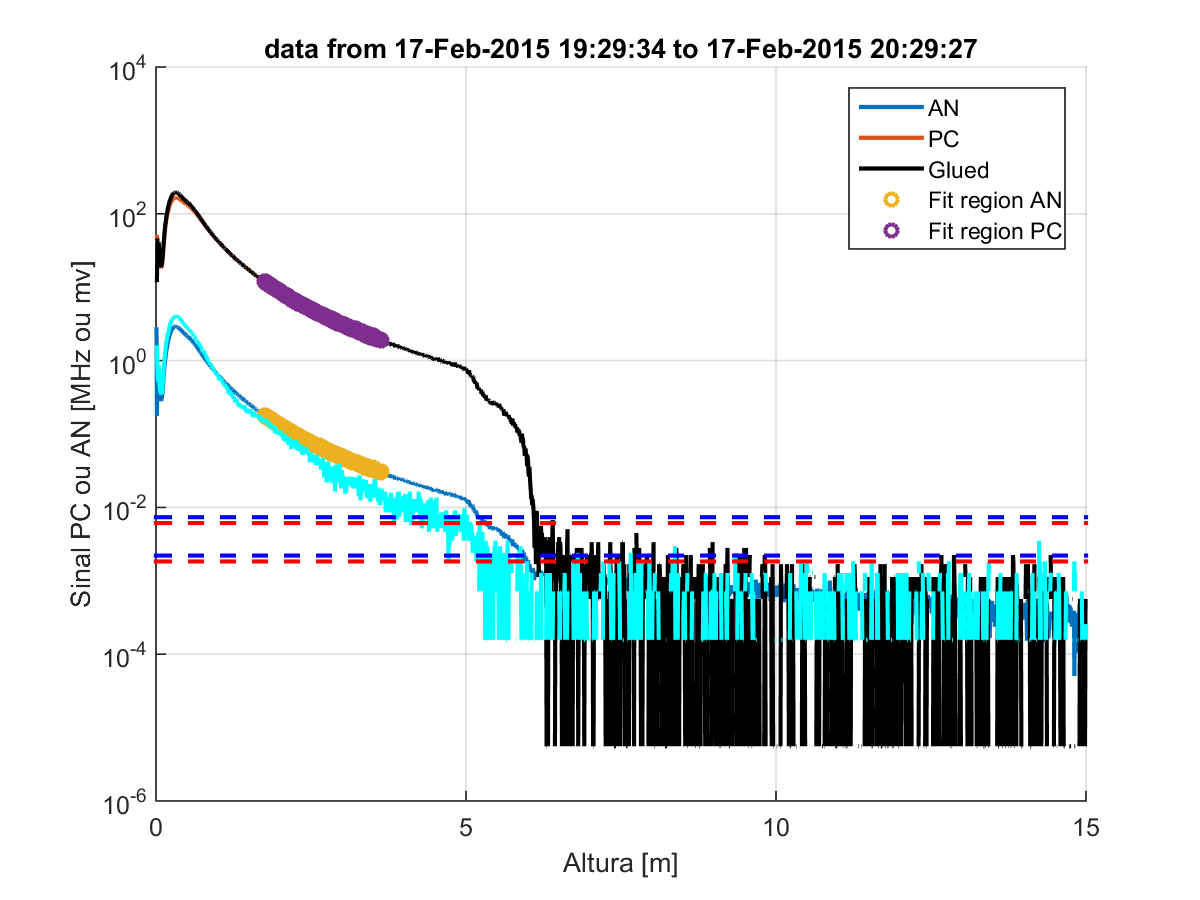 data from 17-Feb-2015 19:29:34 to 17-Feb-2015 20:29:27
10^4
10^2
10^0
10^-2
10^-4
10^-6
Sinal PC ou AN [MHz ou mv]
AN
PC
Glued
Fit region AN
Fit region PC
0 5 10 15
Altura [m]